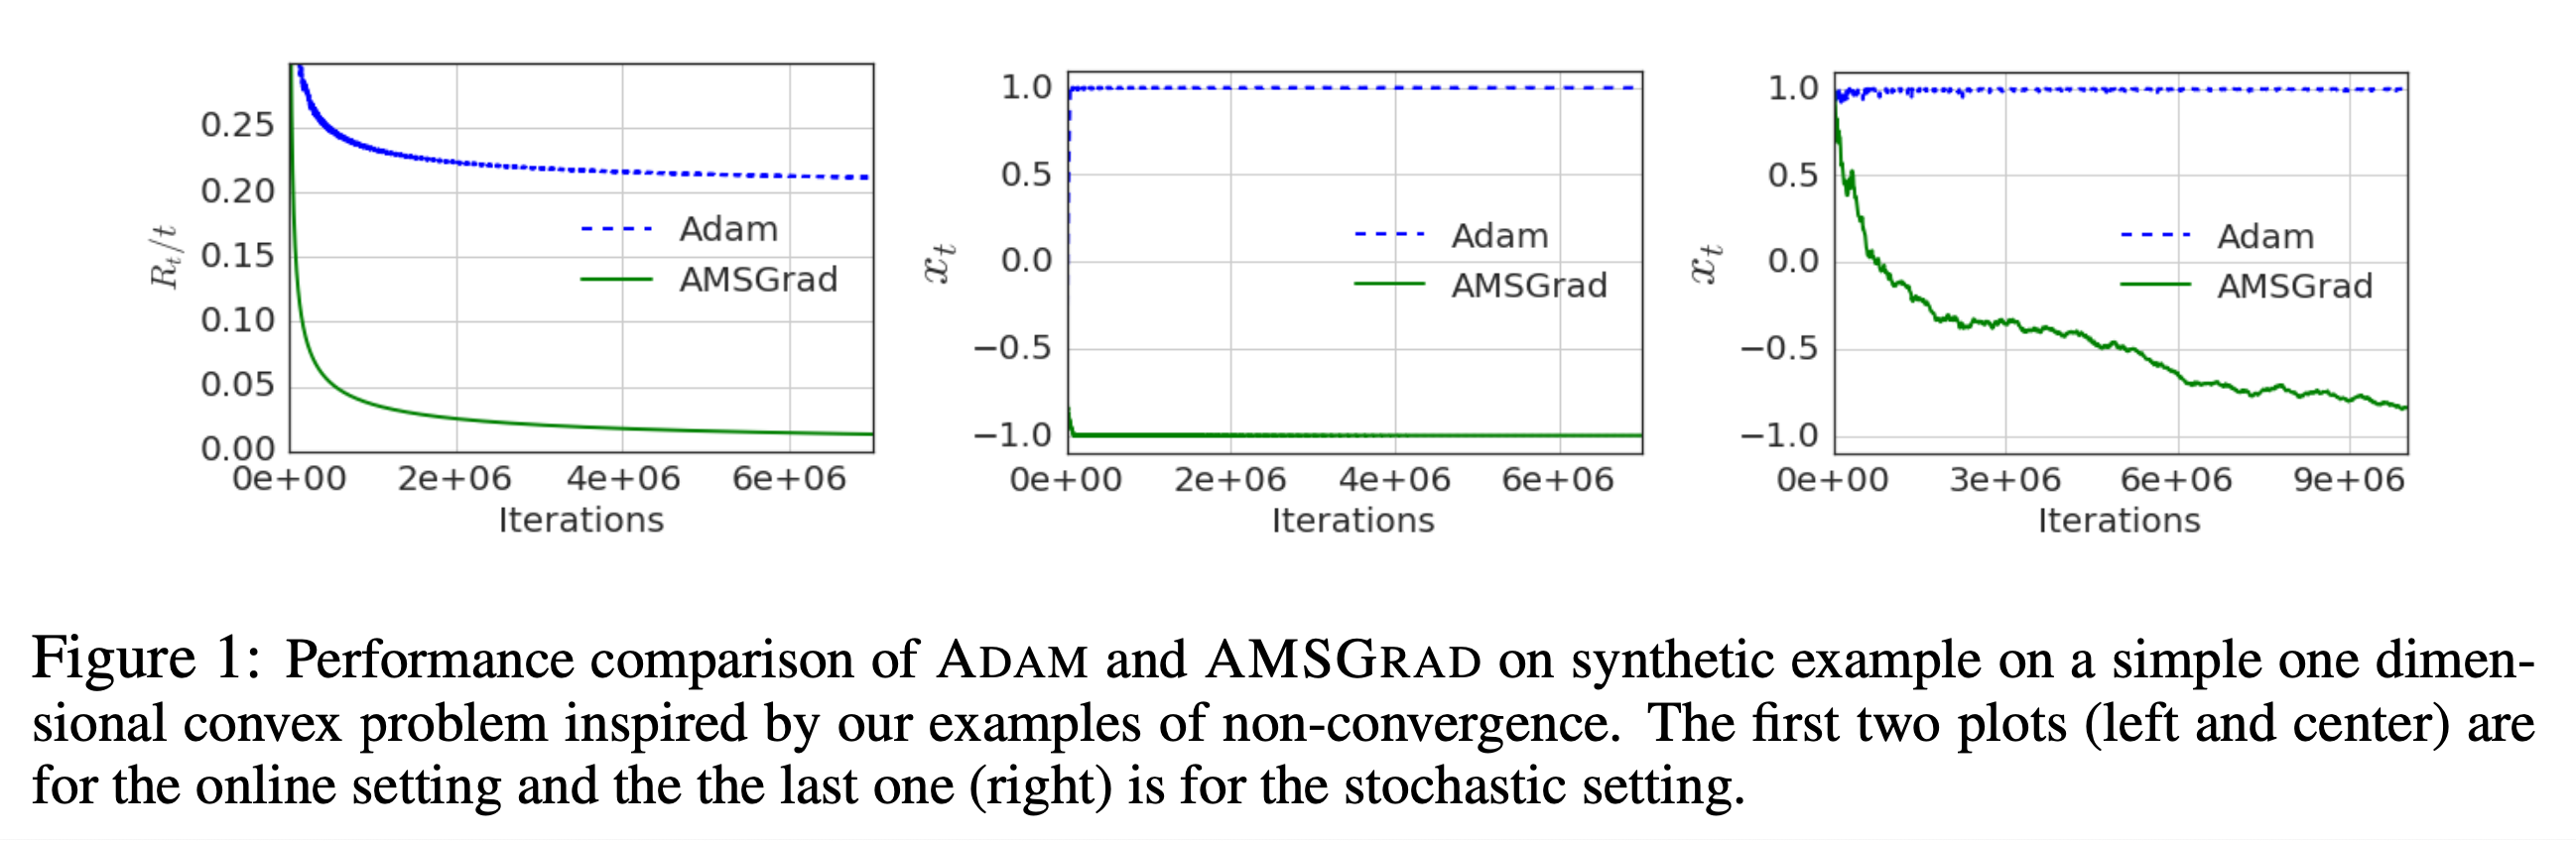 0.25
0.20
0.15
0.10
0.05
0.00
R_t/t
Adam
AMSGrad
0e+00 2e+06 4e+06 6e+06
Iterations
1.0
0.5
0.0
−0.5
−1.0
x_t
Adam
AMSGrad
0e+00 2e+06 4e+06 6e+06
Iterations
1.0
0.5
0.0
−0.5
−1.0
x_t
Adam
AMSGrad
0e+00 3e+06 6e+06 9e+06
Iterations
Figure 1: Performance comparison of ADAM and AMSGRAD on synthetic example on a simple one dimen-
sional convex problem inspired by our examples of non-convergence. The first two plots (left and center) are
for the online setting and the the last one (right) is for the stochastic setting.